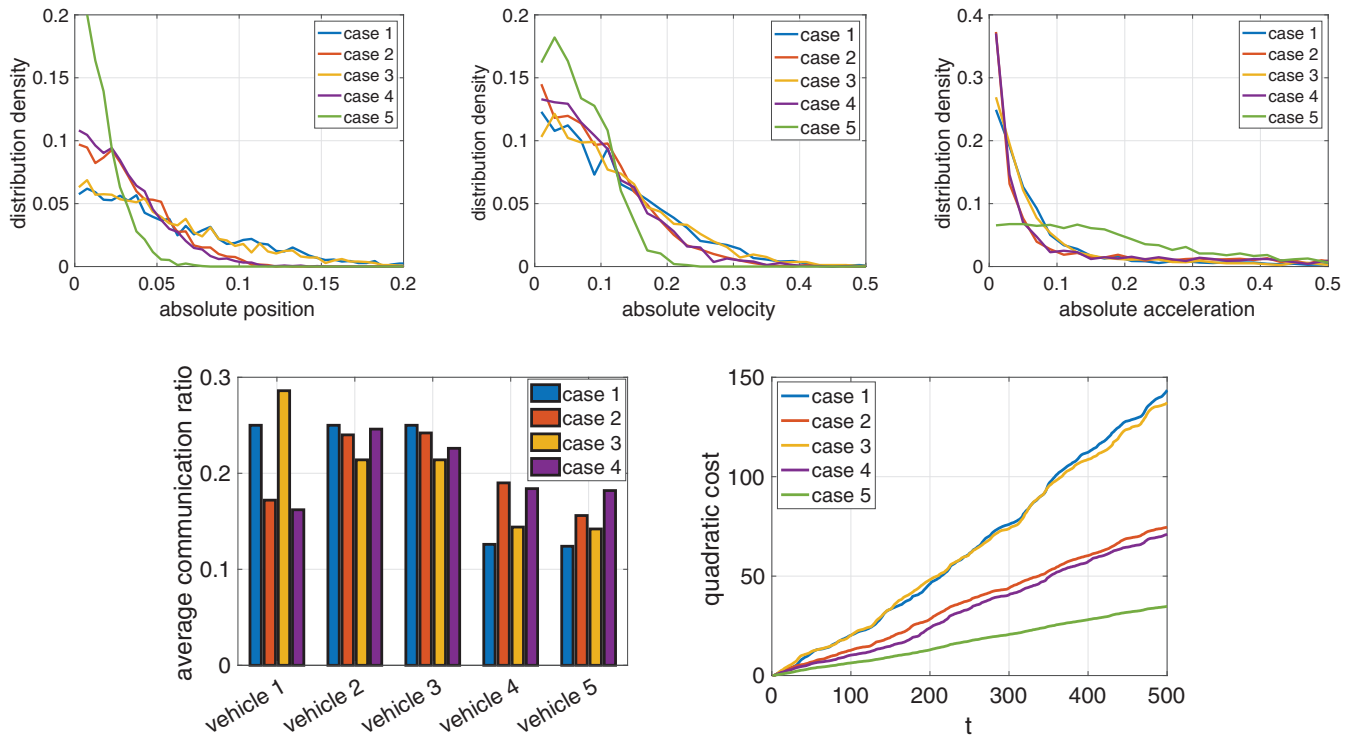 distribution density
0.2
0.15
0.1
0.05
0
0
0.05
0.1
0.15
0.2
absolute position
case 1
case 2
case 3
case 4
case 5
distribution density
0.2
0.15
0.1
0.05
0
0
0.1
0.2
0.3
0.4
0.5
absolute velocity
case 1
case 2
case 3
case 4
case 5
distribution density
0.4
0.3
0.2
0.1
0
0
0.1
0.2
0.3
0.4
0.5
absolute acceleration
case 1
case 2
case 3
case 4
case 5
average communication ratio
0.3
0.2
0.1
0
vehicle 1
vehicle 2
vehicle 3
vehicle 4
vehicle 5
case 1
case 2
case 3
case 4
quadratic cost
150
100
50
0
0
100
200
300
400
500
t
case 1
case 2
case 3
case 4
case 5